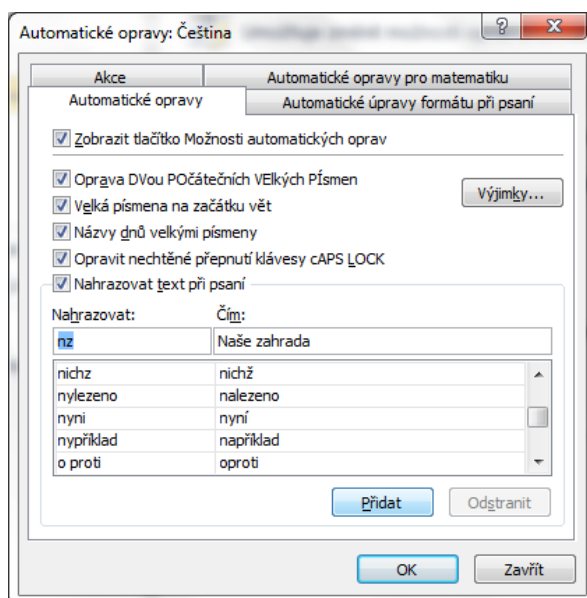 Automatické opravy: Čeština
Akce
Automatické opravy pro matematiku
Automatické opravy
Automatické úpravy formátu při psaní
Zobrazit tlačítko Možnosti automatických oprav
Oprava DVou POčátečních VElkých PÍsmen
Výjimky...
Velká písmena na začátku vět
Názvy dnů velkými písmeny
Opravit nechtěné přepnutí klávesy cAPS LOCK
Nahrazovat text při psaní
Nahrazovat: Čím:
nz Naše zahrada
nichz nichž
nylezeno nalezeno
nyni nyní
nypříklad například
o proti oproti
Přidat Odstranit
OK Zavřít